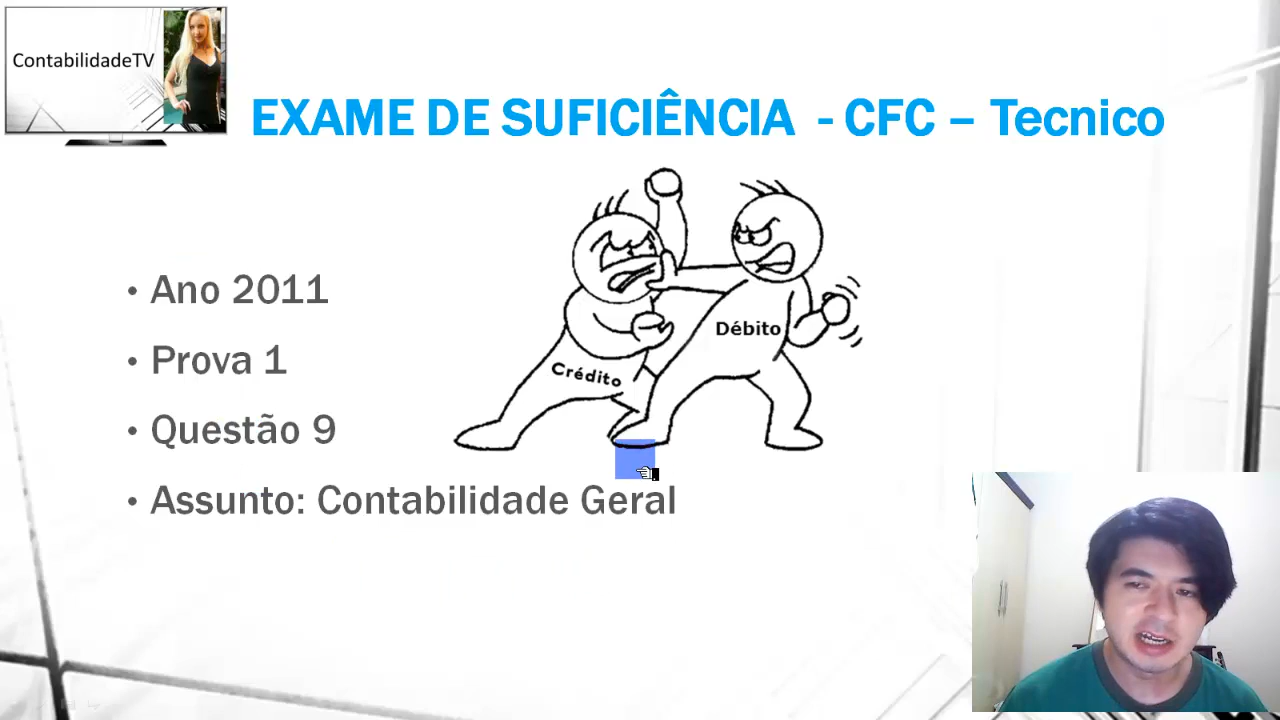 ContabilidadeTV
EXAME DE SUFICIÊNCIA - CFC – Tecnico
• Ano 2011
• Prova 1
• Questão 9
• Assunto: Contabilidade Geral
Crédito
Débito